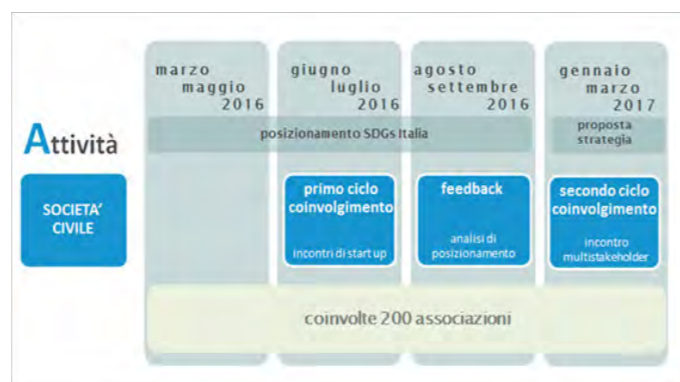 marzo
maggio
2016
giugno
luglio
2016
agosto
settembre
2016
gennaio
marzo
2017
Attività
posizionamento SDGs Italia
proposta
strategia
SOCIETA'
CIVILE
primo ciclo
coinvolgimento
incontri di start up
feedback
analisi di
posizionamento
secondo ciclo
coinvolgimento
incontro
multistakeholder
coinvolte 200 associazioni